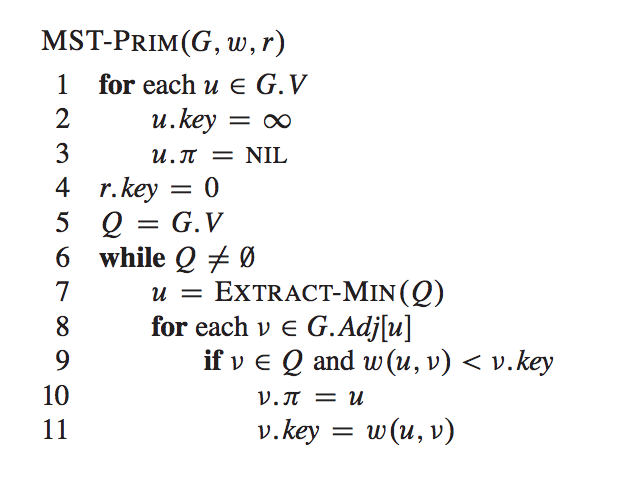 MST-PRIM(G, w, r)
1 for each u ∈ G.V
2 u.key = ∞
3 u.π = NIL
4 r.key = 0
5 Q = G.V
6 while Q ≠ ∅
7 u = EXTRACT-MIN(Q)
8 for each v ∈ G.Adj[u]
9 if v ∈ Q and w(u, v) < v.key
10 v.π = u
11 v.key = w(u, v)